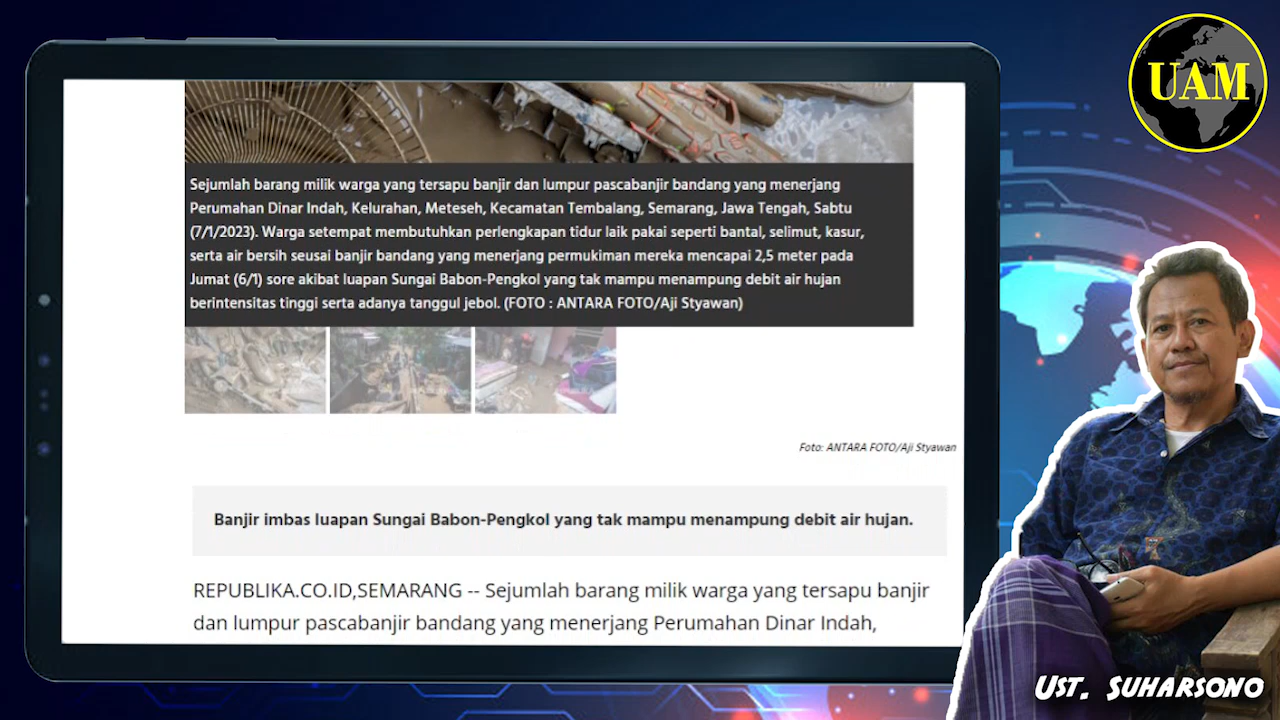 UAM
Sejumlah barang milik warga yang tersapu banjir dan lumpur pascabanjir bandang yang menerjang
Perumahan Dinar Indah, Kelurahan, Meteseh, Kecamatan Tembalang, Semarang, Jawa Tengah, Sabtu
(7/1/2023). Warga setempat membutuhkan perlengkapan tidur laik pakai seperti bantal, selimut, kasur,
serta air bersih seusai banjir bandang yang menerjang permukiman mereka mencapai 2,5 meter pada
Jumat (6/1) sore akibat luapan Sungai Babon-Pengkol yang tak mampu menampung debit air hujan
berintensitas tinggi serta adanya tanggul jebol. (FOTO : ANTARA FOTO/Aji Styawan)
Foto: ANTARA FOTO/Aji Styawan
Banjir imbas luapan Sungai Babon-Pengkol yang tak mampu menampung debit air hujan.
REPUBLIKA.CO.ID,SEMARANG -- Sejumlah barang milik warga yang tersapu banjir
dan lumpur pascabanjir bandang yang menerjang Perumahan Dinar Indah,
UST. SUHARSONO